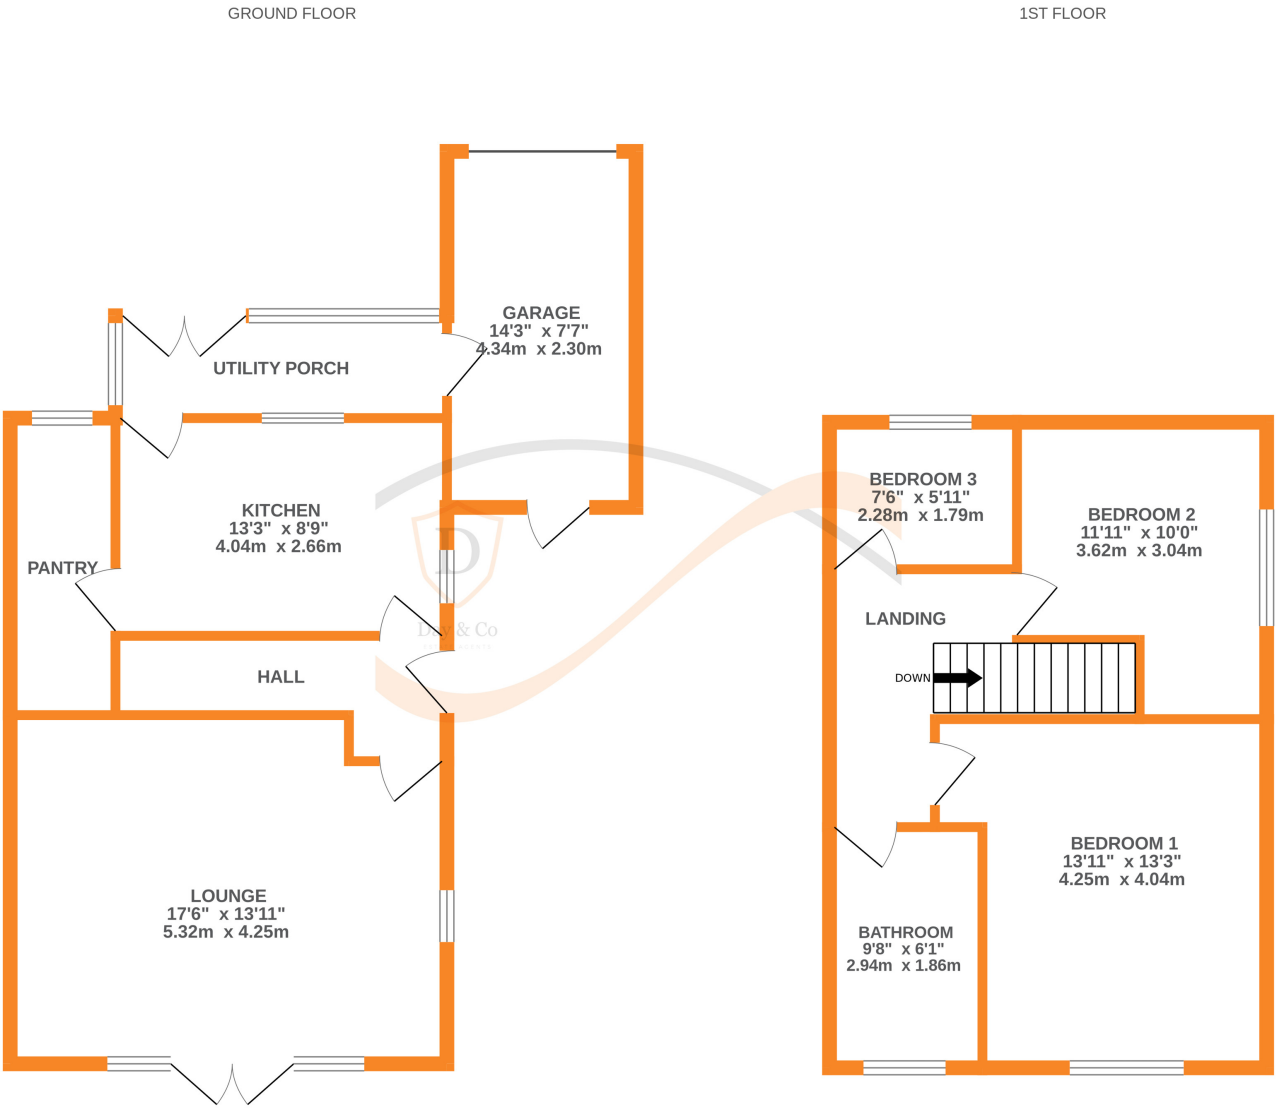 GROUND FLOOR
1ST FLOOR
GARAGE
14'3" x 7'7"
4.34m x 2.30m
UTILITY PORCH
KITCHEN
13'3" x 8'9"
4.04m x 2.66m
PANTRY
HALL
LOUNGE
17'6" x 13'11"
5.32m x 4.25m
D
Day & Co
BEDROOM 3
7'6" x 5'11"
2.28m x 1.79m
BEDROOM 2
11'11" x 10'0"
3.62m x 3.04m
LANDING
DOWN
BEDROOM 1
13'11" x 13'3"
4.25m x 4.04m
BATHROOM
9'8" x 6'1"
2.94m x 1.86m